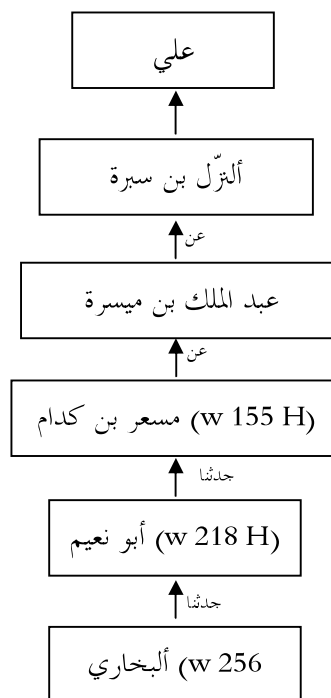 علي
ألنزّل بن سبرة
عن
عبد الملك بن ميسرة
عن
مسعر بن كدام (w 155 H)
حدثنا
أبو نعيم (w 218 H)
حدثنا
ألبخاري (w 256